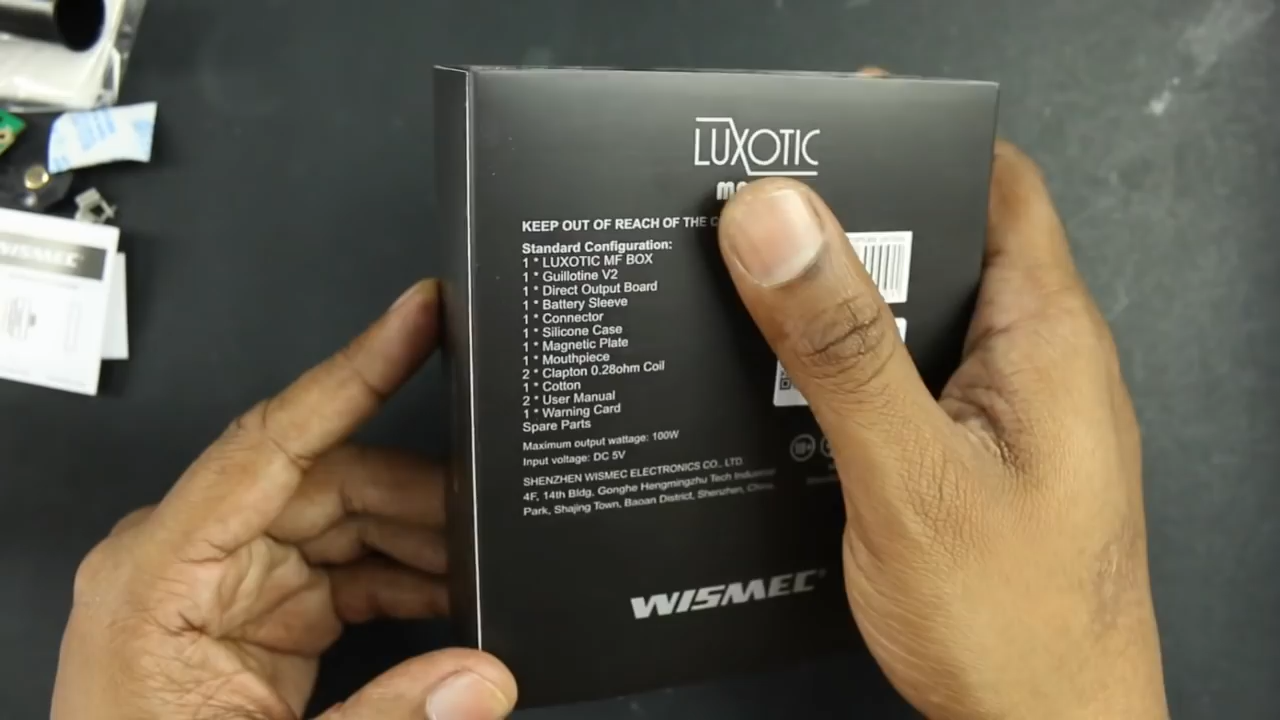 LUXOTIC
KEEP OUT OF REACH OF THE
Standard Configuration:
1 * LUXOTIC MF BOX
1 * Guillotine V2
1 * Direct Output Board
1 * Battery Sleeve
1 * Connector
1 * Silicone Case
1 * Magnetic Plate
1 * Mouthpiece
2 * Clapton 0.28ohm Coil
1 * Cotton
2 * User Manual
1 * Warning Card
Spare Parts
Maximum output wattage: 100W
Input voltage: DC 5V
SHENZHEN WISMEC ELECTRONICS CO., LTD.
4F, 14th Bldg, Gonghe Hengmingzhu Tech Industrial
Park, Shajing Town, Baoan District, Shenzhen, China.
18+
WISMEC®
WISMEC